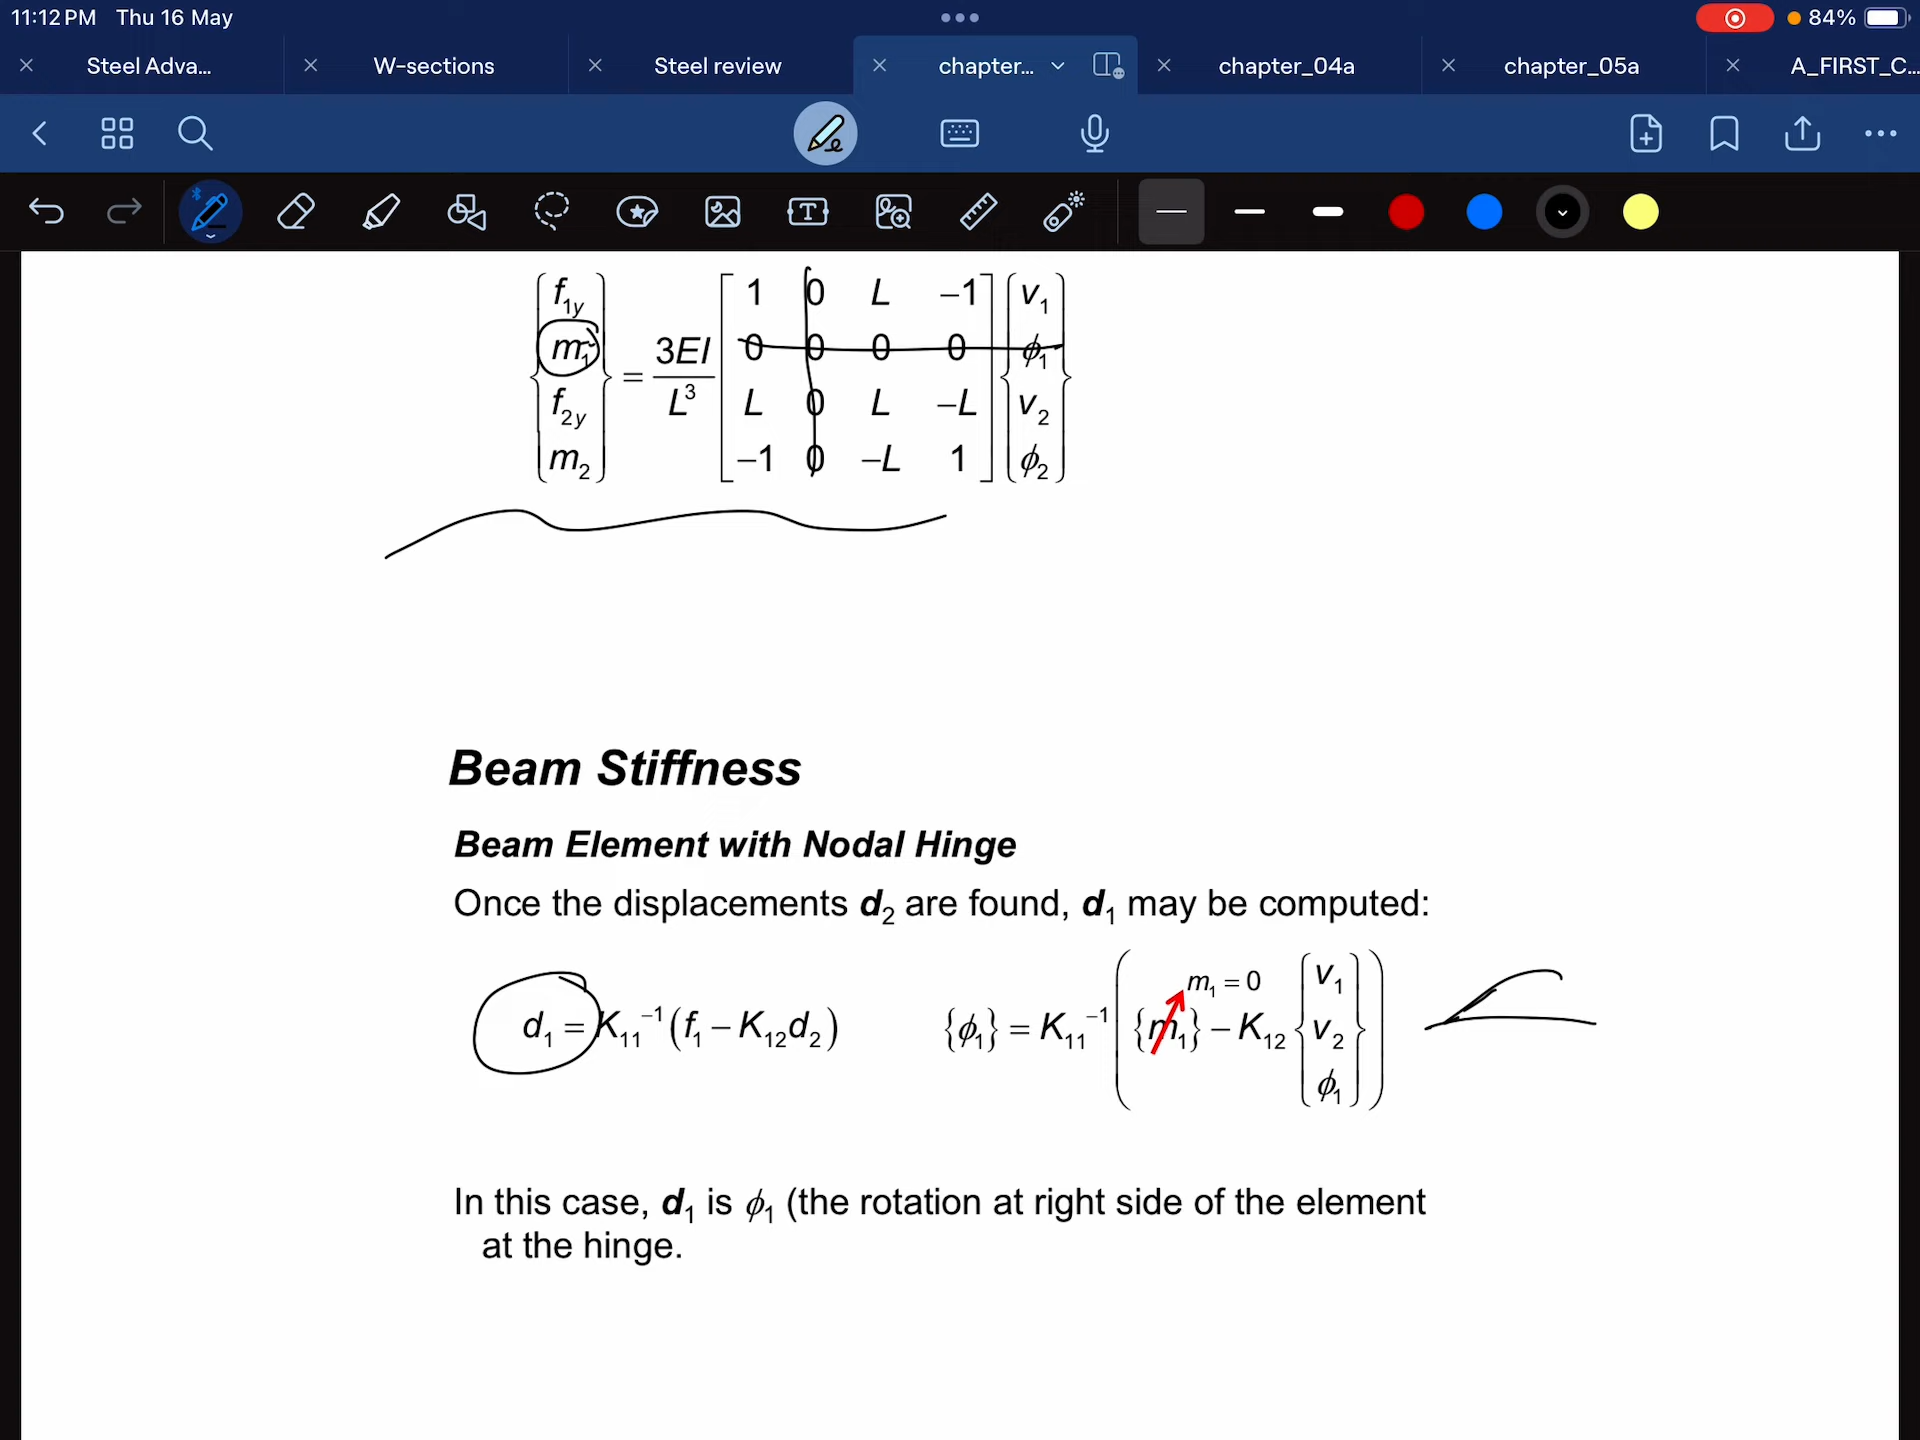 11:12 PM Thu 16 May
84%
Steel Adva...
W-sections
Steel review
chapter...
chapter_04a
chapter_05a
A_FIRST_C...
{f₁y m₁ f₂y m₂} = 3EI/L³ [1 0 L –1
0 0 0 0
L 0 L –L
–1 0 –L 1] {v₁ ϕ₁ v₂ ϕ₂}
Beam Stiffness
Beam Element with Nodal Hinge
Once the displacements d₂ are found, d₁ may be computed:
d₁ = K₁₁⁻¹(f₁ – K₁₂d₂)
{ϕ₁} = K₁₁⁻¹({m₁} – K₁₂{v₁ v₂ ϕ₁})
m₁ = 0
In this case, d₁ is ϕ₁ (the rotation at right side of the element
at the hinge.